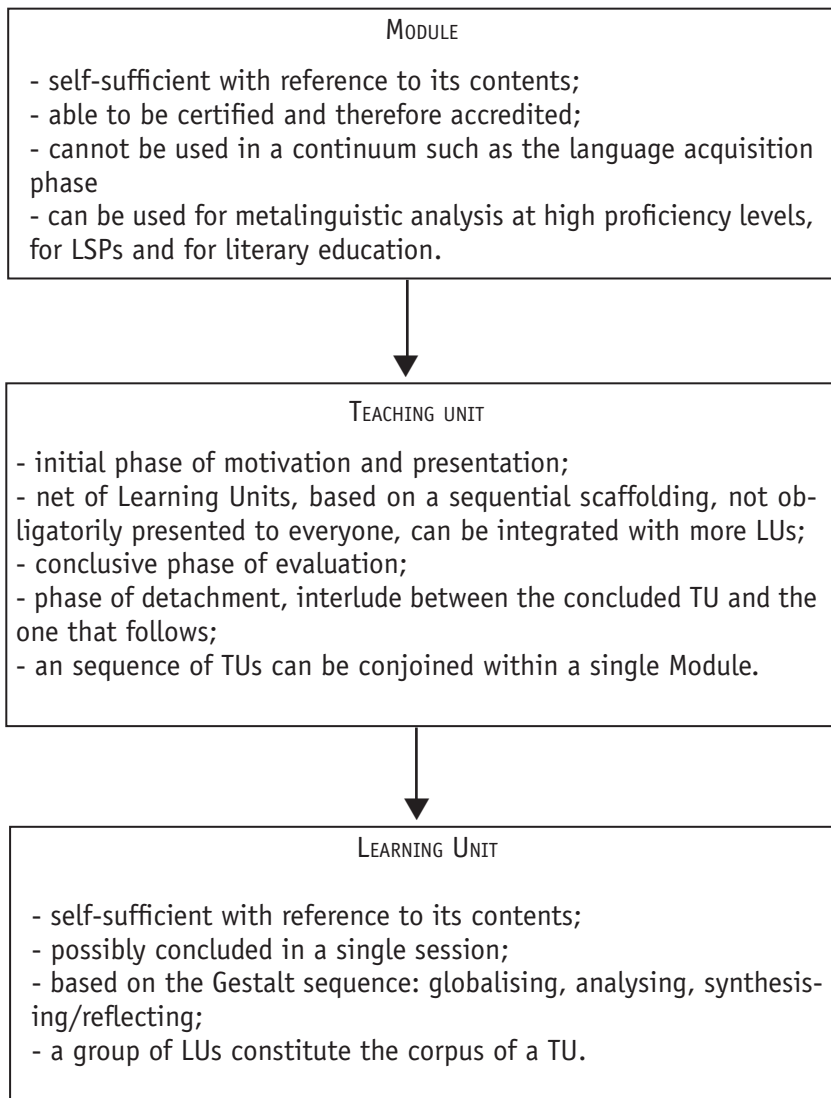 MODULE
- self-sufficient with reference to its contents;
- able to be certified and therefore accredited;
- cannot be used in a continuum such as the language acquisition
phase
- can be used for metalinguistic analysis at high proficiency levels,
for LSPs and for literary education.
TEACHING UNIT
- initial phase of motivation and presentation;
- net of Learning Units, based on a sequential scaffolding, not ob-
ligatorily presented to everyone, can be integrated with more LUs;
- conclusive phase of evaluation;
- phase of detachment, interlude between the concluded TU and the
one that follows;
- an sequence of TUs can be conjoined within a single Module.
LEARNING UNIT
- self-sufficient with reference to its contents;
- possibly concluded in a single session;
- based on the Gestalt sequence: globalising, analysing, synthesis-
ing/reflecting;
- a group of LUs constitute the corpus of a TU.